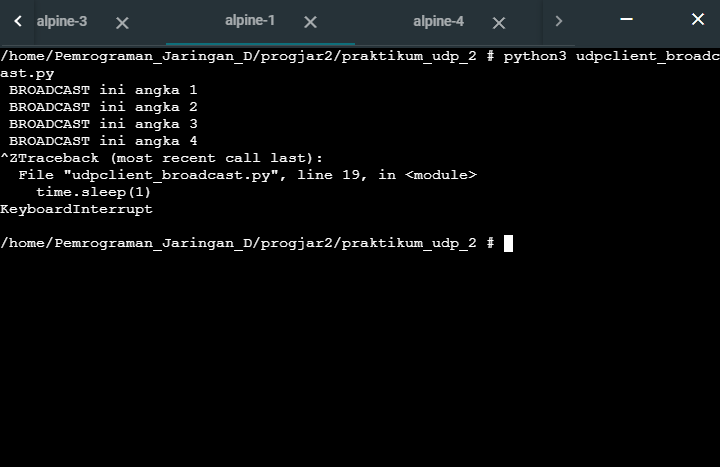 alpine-3 alpine-1 alpine-4
/home/Pemrograman_Jaringan_D/progjar2/praktikum_udp_2 # python3 udpclient_broadc
ast.py
BROADCAST ini angka 1
BROADCAST ini angka 2
BROADCAST ini angka 3
BROADCAST ini angka 4
^ZTraceback (most recent call last):
File "udpclient_broadcast.py", line 19, in <module>
time.sleep(1)
KeyboardInterrupt
/home/Pemrograman_Jaringan_D/progjar2/praktikum_udp_2 #